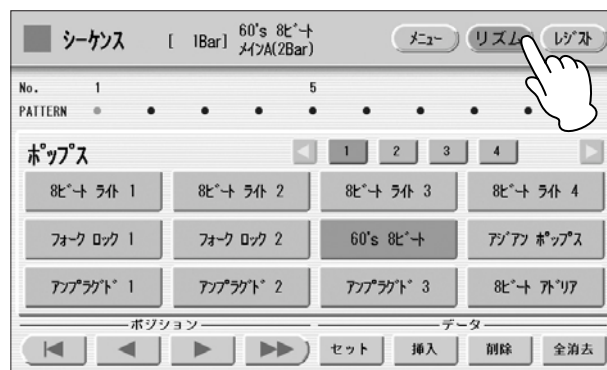 シーケンス [ 1Bar] 60's 8ビート メニュー リズム レジスト
メインA(2Bar)
No. 1 5
PATTERN
ポップス 1 2 3 4
8ビート ライト 1 8ビート ライト 2 8ビート ライト 3 8ビート ライト 4
フォーク ロック 1 フォーク ロック 2 60's 8ビート アジアン ポップス
アンプラグド 1 アンプラグド 2 アンプラグド 3 8ビート アドリア
ポジション データ
セット 挿入 削除 全消去